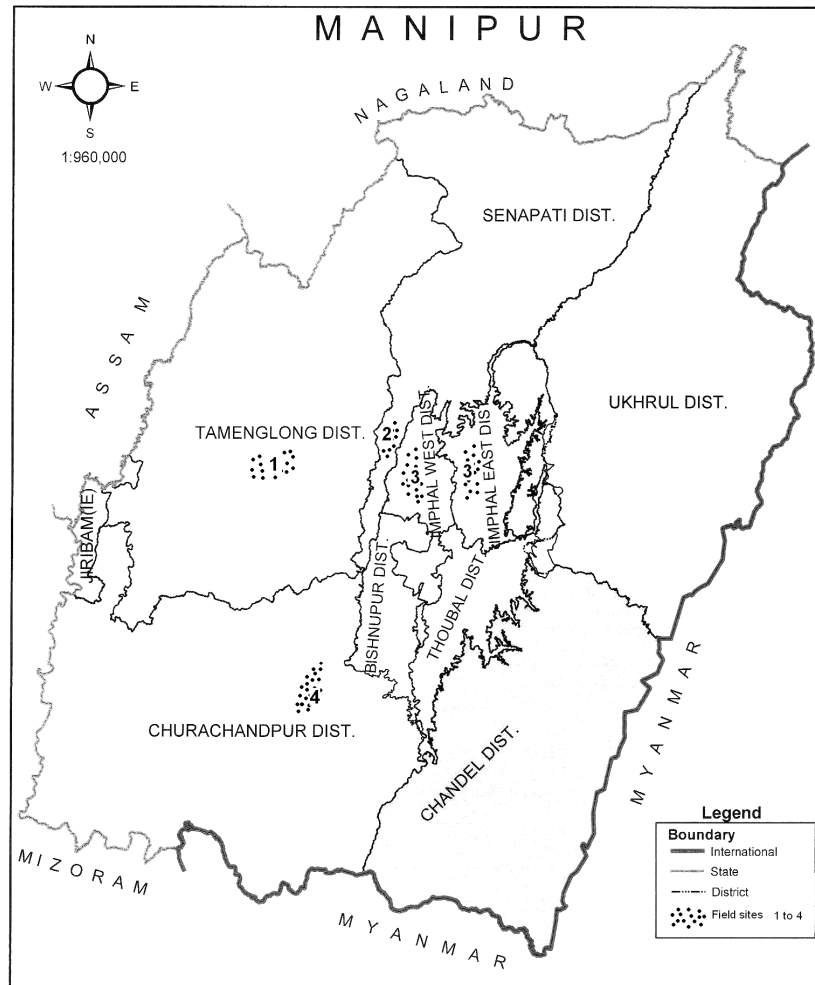 MANIPUR
N
W E
S
1:960,000
NAGALAND
SENAPATI DIST.
ASSAM
UKHRUL DIST.
TAMENGLONG DIST.
1
2
3
IMPHAL WEST DIST.
3
IMPHAL EAST DIST.
JIRIBAM(IE)
BISHNUPUR DIST.
THOUBAL DIST.
4
CHURACHANDPUR DIST.
CHANDEL DIST.
MYANMAR
MIZORAM
MYANMAR
Legend
Boundary
International
State
District
Field sites 1 to 4